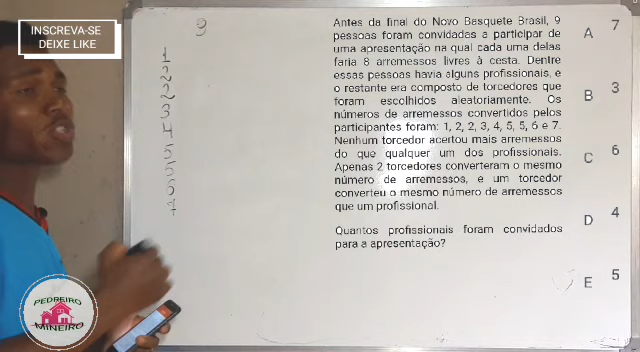 INSCREVA-SE
DEIXE LIKE
9
1
2
2
3
4
5
5
6
7
Antes da final do Novo Basquete Brasil, 9
pessoas foram convidadas a participar de
uma apresentação na qual cada uma delas
faria 8 arremessos livres à cesta. Dentre
essas pessoas havia alguns profissionais, e
o restante era composto de torcedores que
foram escolhidos aleatoriamente. Os
números de arremessos convertidos pelos
participantes foram: 1, 2, 2, 3, 4, 5, 5, 6 e 7.
Nenhum torcedor acertou mais arremessos
do que qualquer um dos profissionais.
Apenas 2 torcedores converteram o mesmo
número de arremessos, e um torcedor
converteu o mesmo número de arremessos
que um profissional.
Quantos profissionais foram convidados
para a apresentação?
A 7
B 3
C 6
D 4
E 5
PEDREIRO
MINEIRO